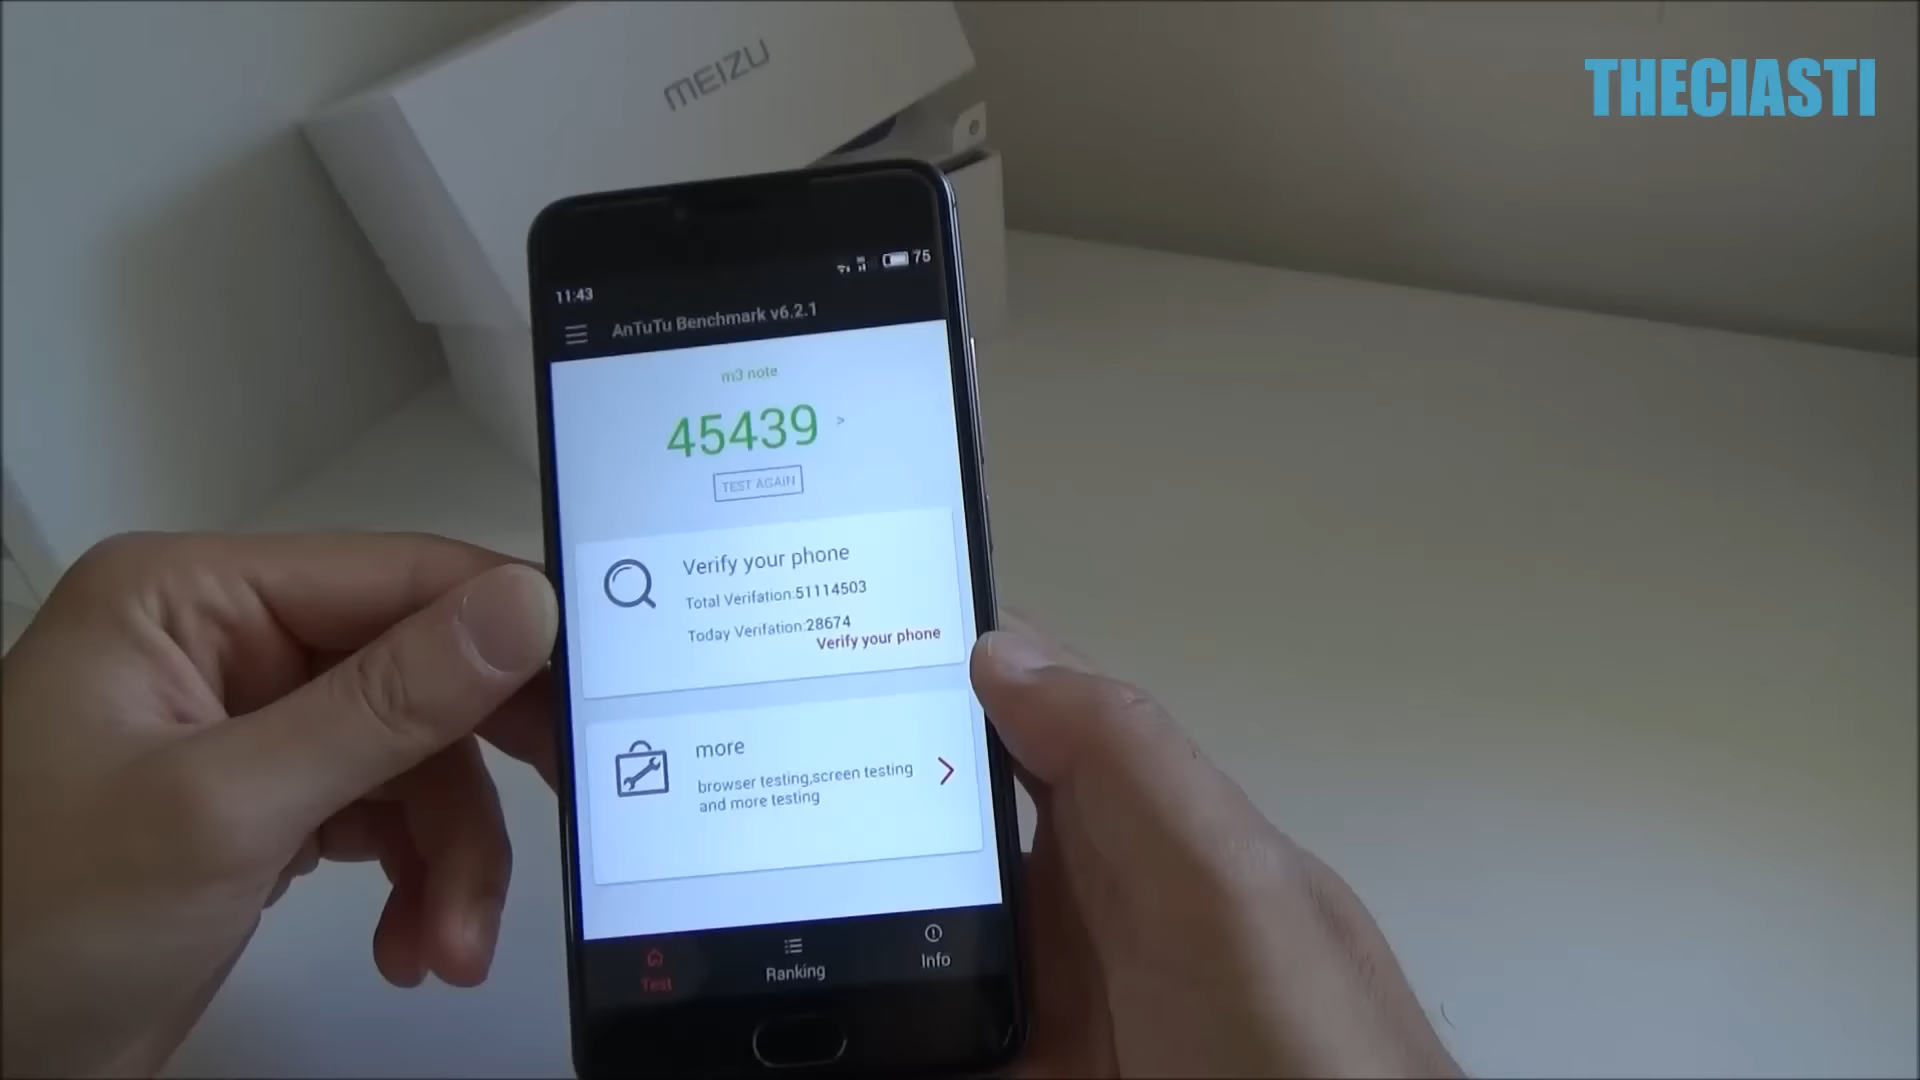 THECIASTI
MEIZU
11:43
75
AnTuTu Benchmark v6.2.1
m3 note
45439 >
TEST AGAIN
Verify your phone
Total Verifation:51114503
Today Verifation:28674
Verify your phone
more
browser testing,screen testing
and more testing
Test
Ranking
Info